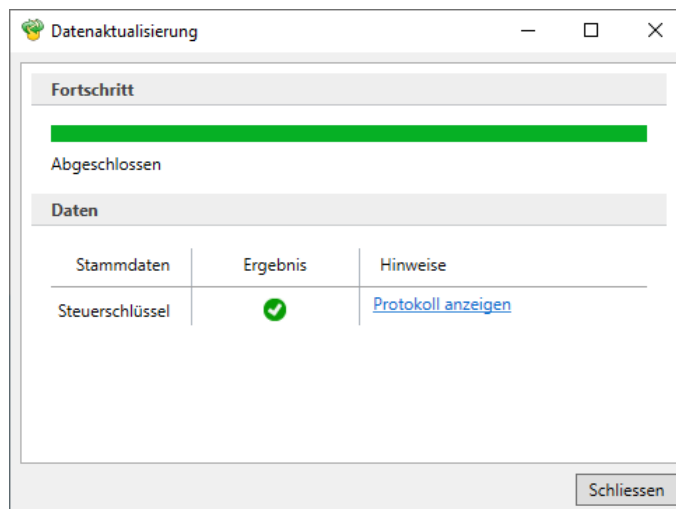 Datenaktualisierung
Fortschritt
Abgeschlossen
Daten
Stammdaten Ergebnis Hinweise
Steuerschlüssel Protokoll anzeigen
Schliessen